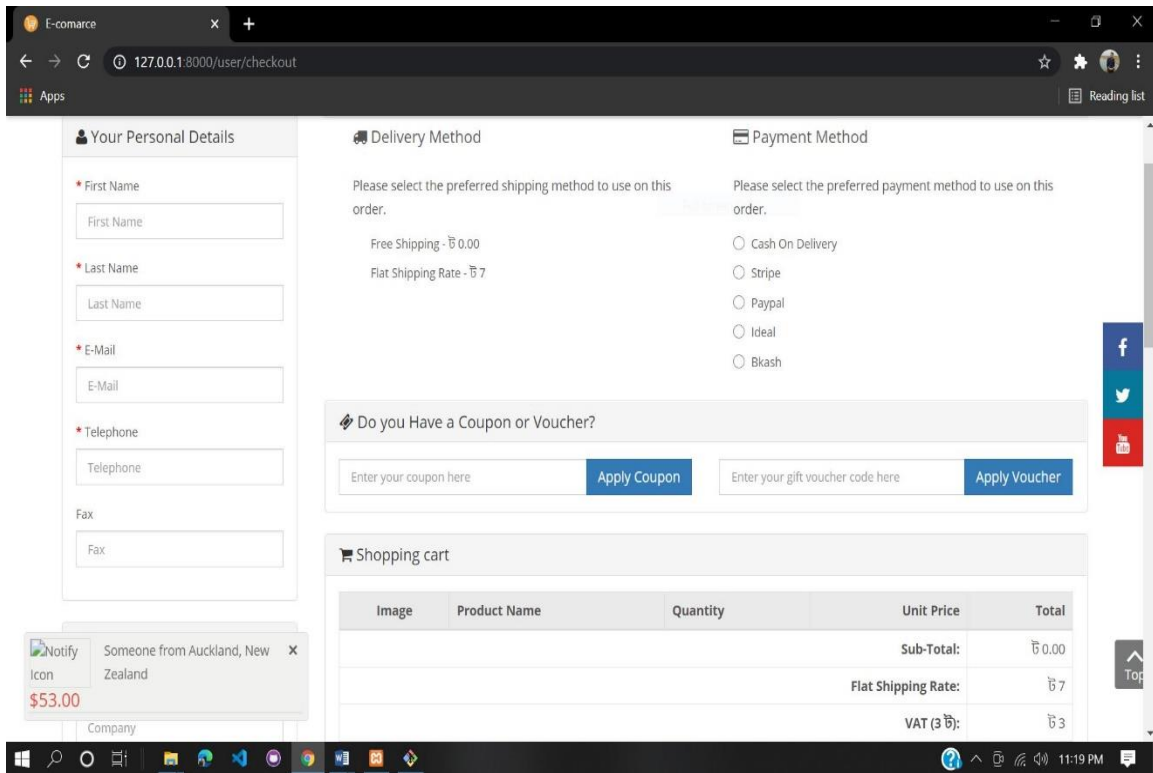 E-comarce
127.0.0.1:8000/user/checkout
Apps
Reading list
Your Personal Details
* First Name
First Name
* Last Name
Last Name
* E-Mail
E-Mail
* Telephone
Telephone
Fax
Fax
Delivery Method
Please select the preferred shipping method to use on this
order.
Free Shipping - ট 0.00
Flat Shipping Rate - ট 7
Payment Method
Please select the preferred payment method to use on this
order.
Cash On Delivery
Stripe
Paypal
Ideal
Bkash
Do you Have a Coupon or Voucher?
Enter your coupon here
Apply Coupon
Enter your gift voucher code here
Apply Voucher
Shopping cart
Image Product Name Quantity Unit Price Total
Sub-Total: ট 0.00
Flat Shipping Rate: ট 7
VAT (3 ট): ট 3
Notify
Icon
Someone from Auckland, New
Zealand
$53.00
Company
You
Tube
Top
11:19 PM